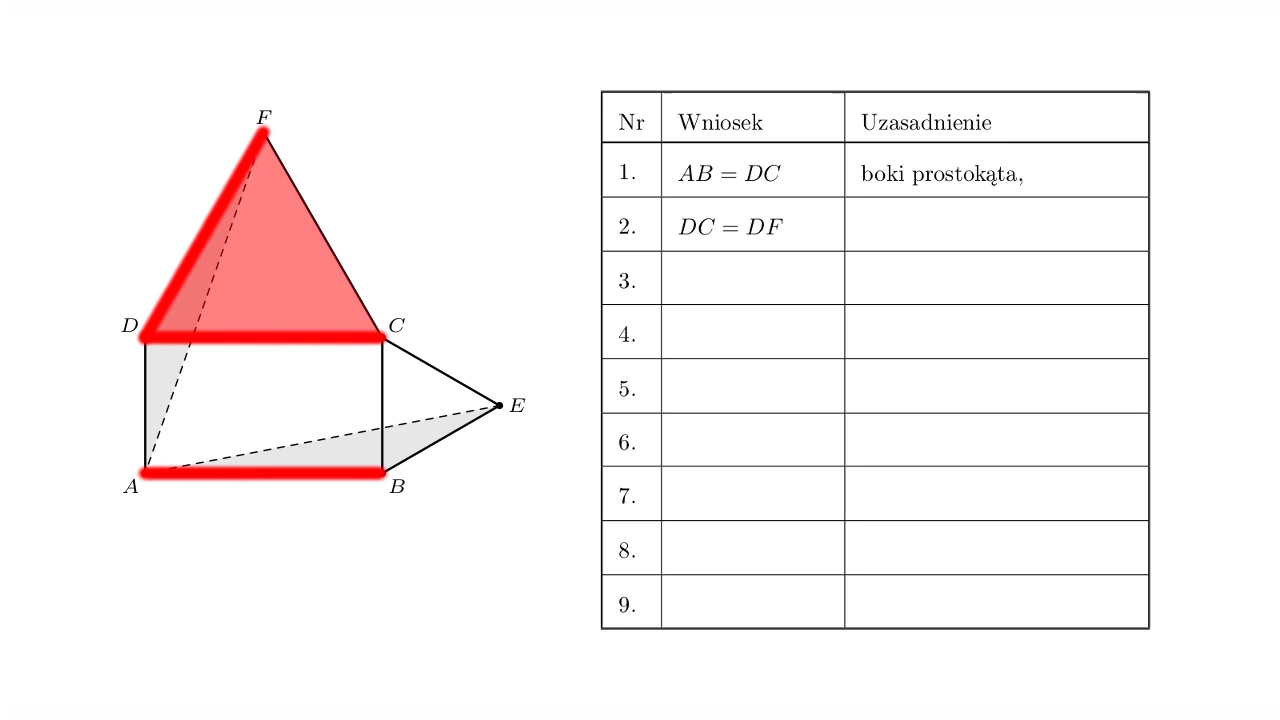 F
D
C
E
A
B
Nr Wniosek Uzasadnienie
1. AB = DC boki prostokąta,
2. DC = DF
3.
4.
5.
6.
7.
8.
9.